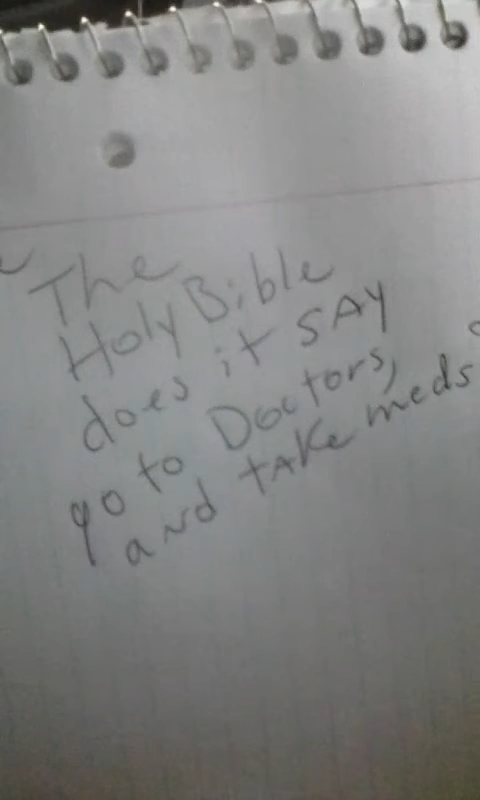 The
Holy Bible
does it SAY
go to Doctors,
and take meds